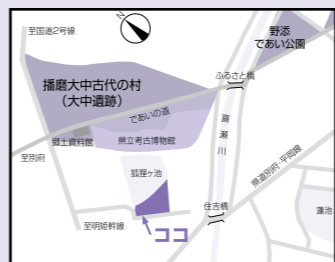 N
至国道2号線
野添
であい公園
播磨大中古代の村
(大中遺跡)
ふるさと橋
であいの道
喜瀬川
郷土資料館
県立考古博物館
至別府
狐狸ヶ池
県道別府・平岡線
蓮池
住吉橋
至明姫幹線
ココ